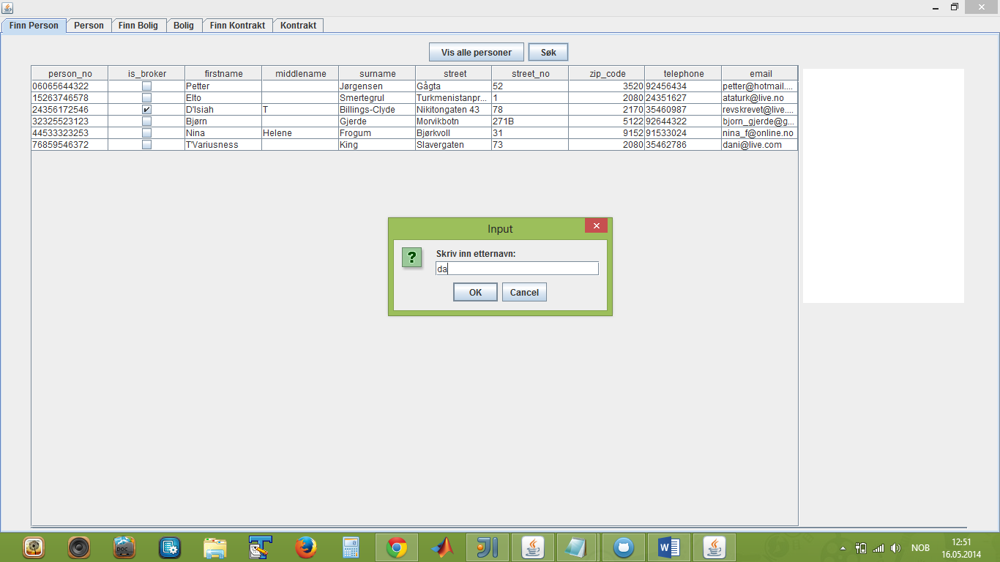 Finn Person Person Finn Bolig Bolig Finn Kontrakt Kontrakt
Vis alle personer Søk
person_no is_broker firstname middlename surname street street_no zip_code telephone email
06065644322 Petter Jørgensen Gågta 52 3520 92456434 petter@hotmail....
15263746578 Elto Smertegrul Turkmenistanpr... 1 2080 24351627 ataturk@live.no
24356172546 D'Isiah T Billings-Clyde Nikitongaten 43 78 2170 35460987 revskrevet@live....
32325523123 Bjørn Gjerde Morvikbotn 271B 5122 92644322 bjorn_gjerde@g...
44533323253 Nina Helene Frogum Bjørkvoll 31 9152 91533024 nina_f@online.no
76859546372 T'Variusness King Slavergaten 73 2080 35462786 dani@live.com
Input
?
Skriv inn etternavn:
da
OK Cancel
DOC
NOB
12:51
16.05.2014